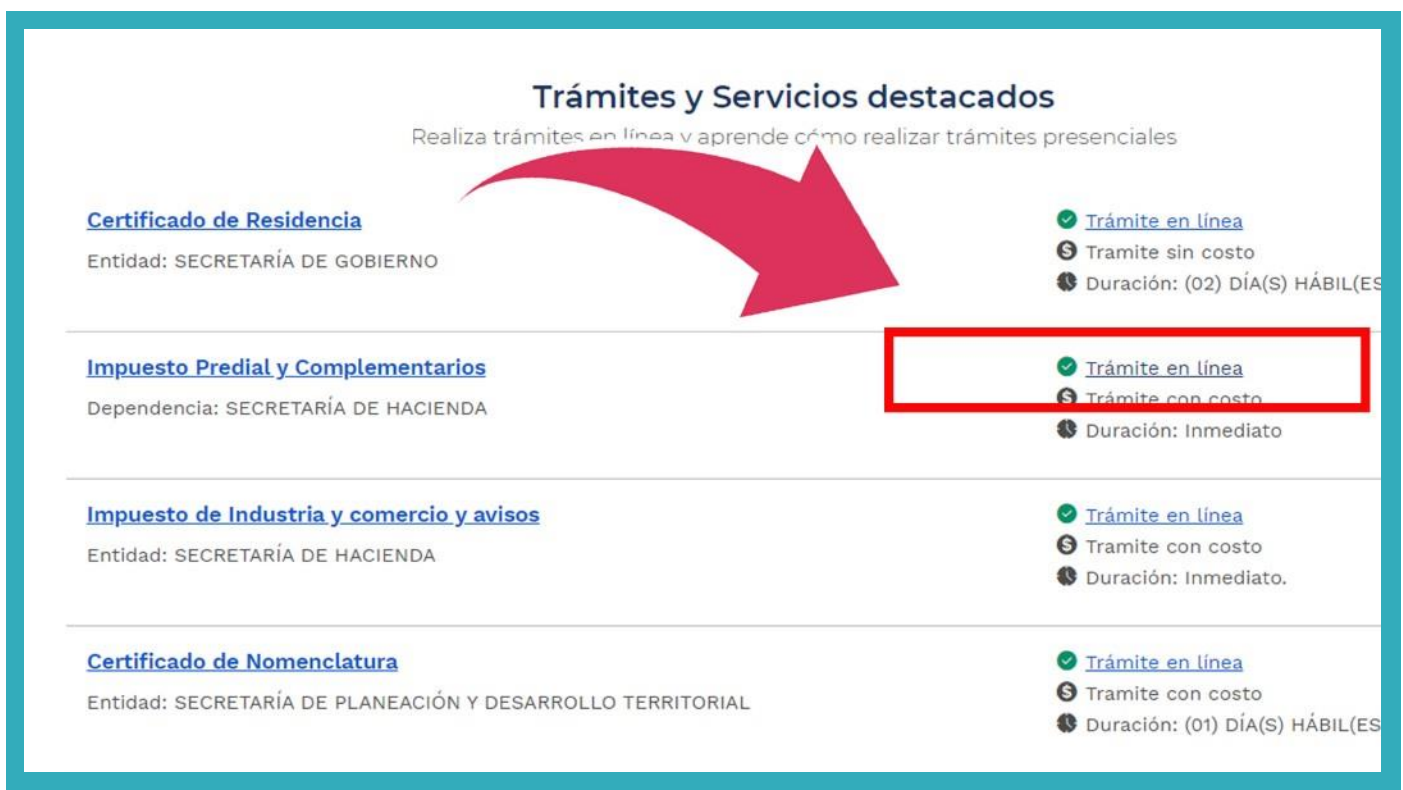 Trámites y Servicios destacados
Realiza trámites en línea y aprende cómo realizar trámites presenciales
Certificado de Residencia
Entidad: SECRETARÍA DE GOBIERNO
Trámite en línea
Tramite sin costo
Duración: (02) DÍA(S) HÁBIL(ES
Impuesto Predial y Complementarios
Dependencia: SECRETARÍA DE HACIENDA
Trámite en línea
Trámite con costo
Duración: Inmediato
Impuesto de Industria y comercio y avisos
Entidad: SECRETARÍA DE HACIENDA
Trámite en línea
Tramite con costo
Duración: Inmediato.
Certificado de Nomenclatura
Entidad: SECRETARÍA DE PLANEACIÓN Y DESARROLLO TERRITORIAL
Trámite en línea
Tramite con costo
Duración: (01) DÍA(S) HÁBIL(ES